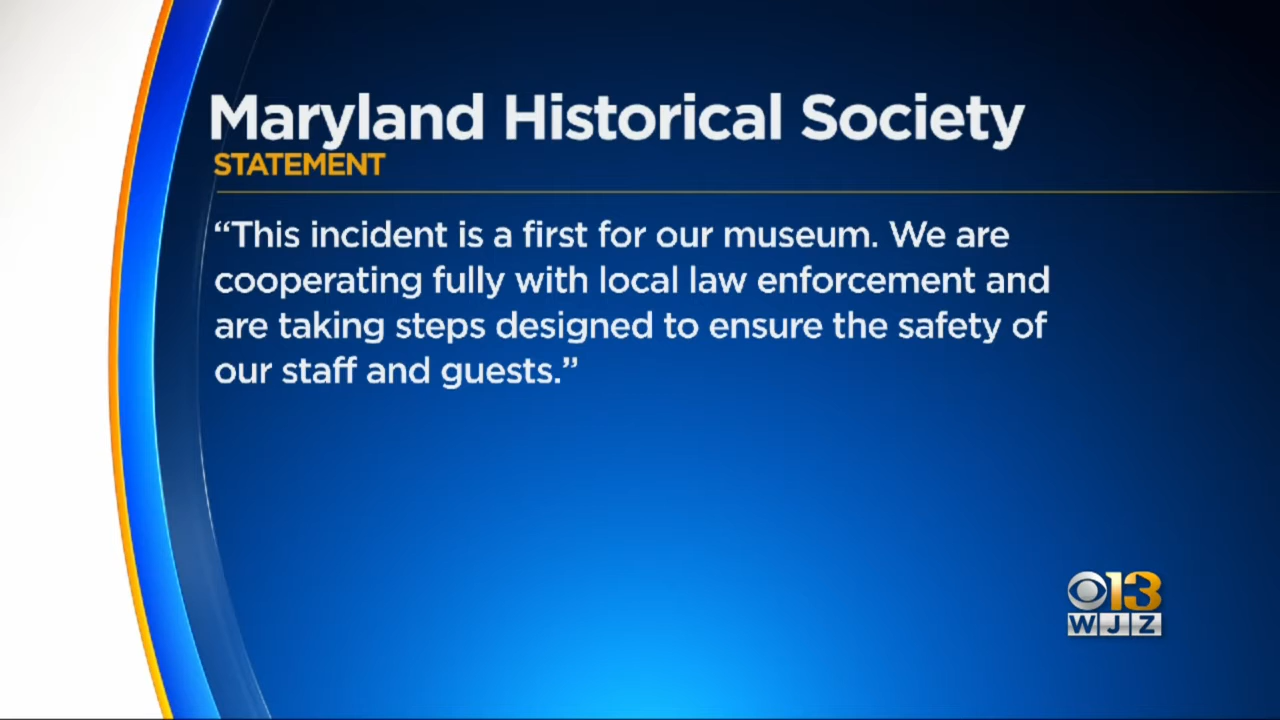 Maryland Historical Society
STATEMENT
“This incident is a first for our museum. We are
cooperating fully with local law enforcement and
are taking steps designed to ensure the safety of
our staff and guests.”
13
WJZ